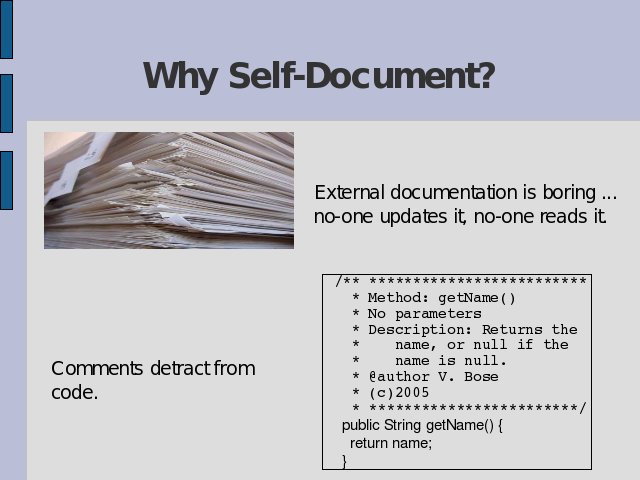 Why Self-Document?
External documentation is boring ...
no-one updates it, no-one reads it.
Comments detract from
code.
/** *************************
* Method: getName()
* No parameters
* Description: Returns the
*    name, or null if the
*    name is null.
* @author V. Bose
* (c)2005
* ************************/
public String getName() {
return name;
}